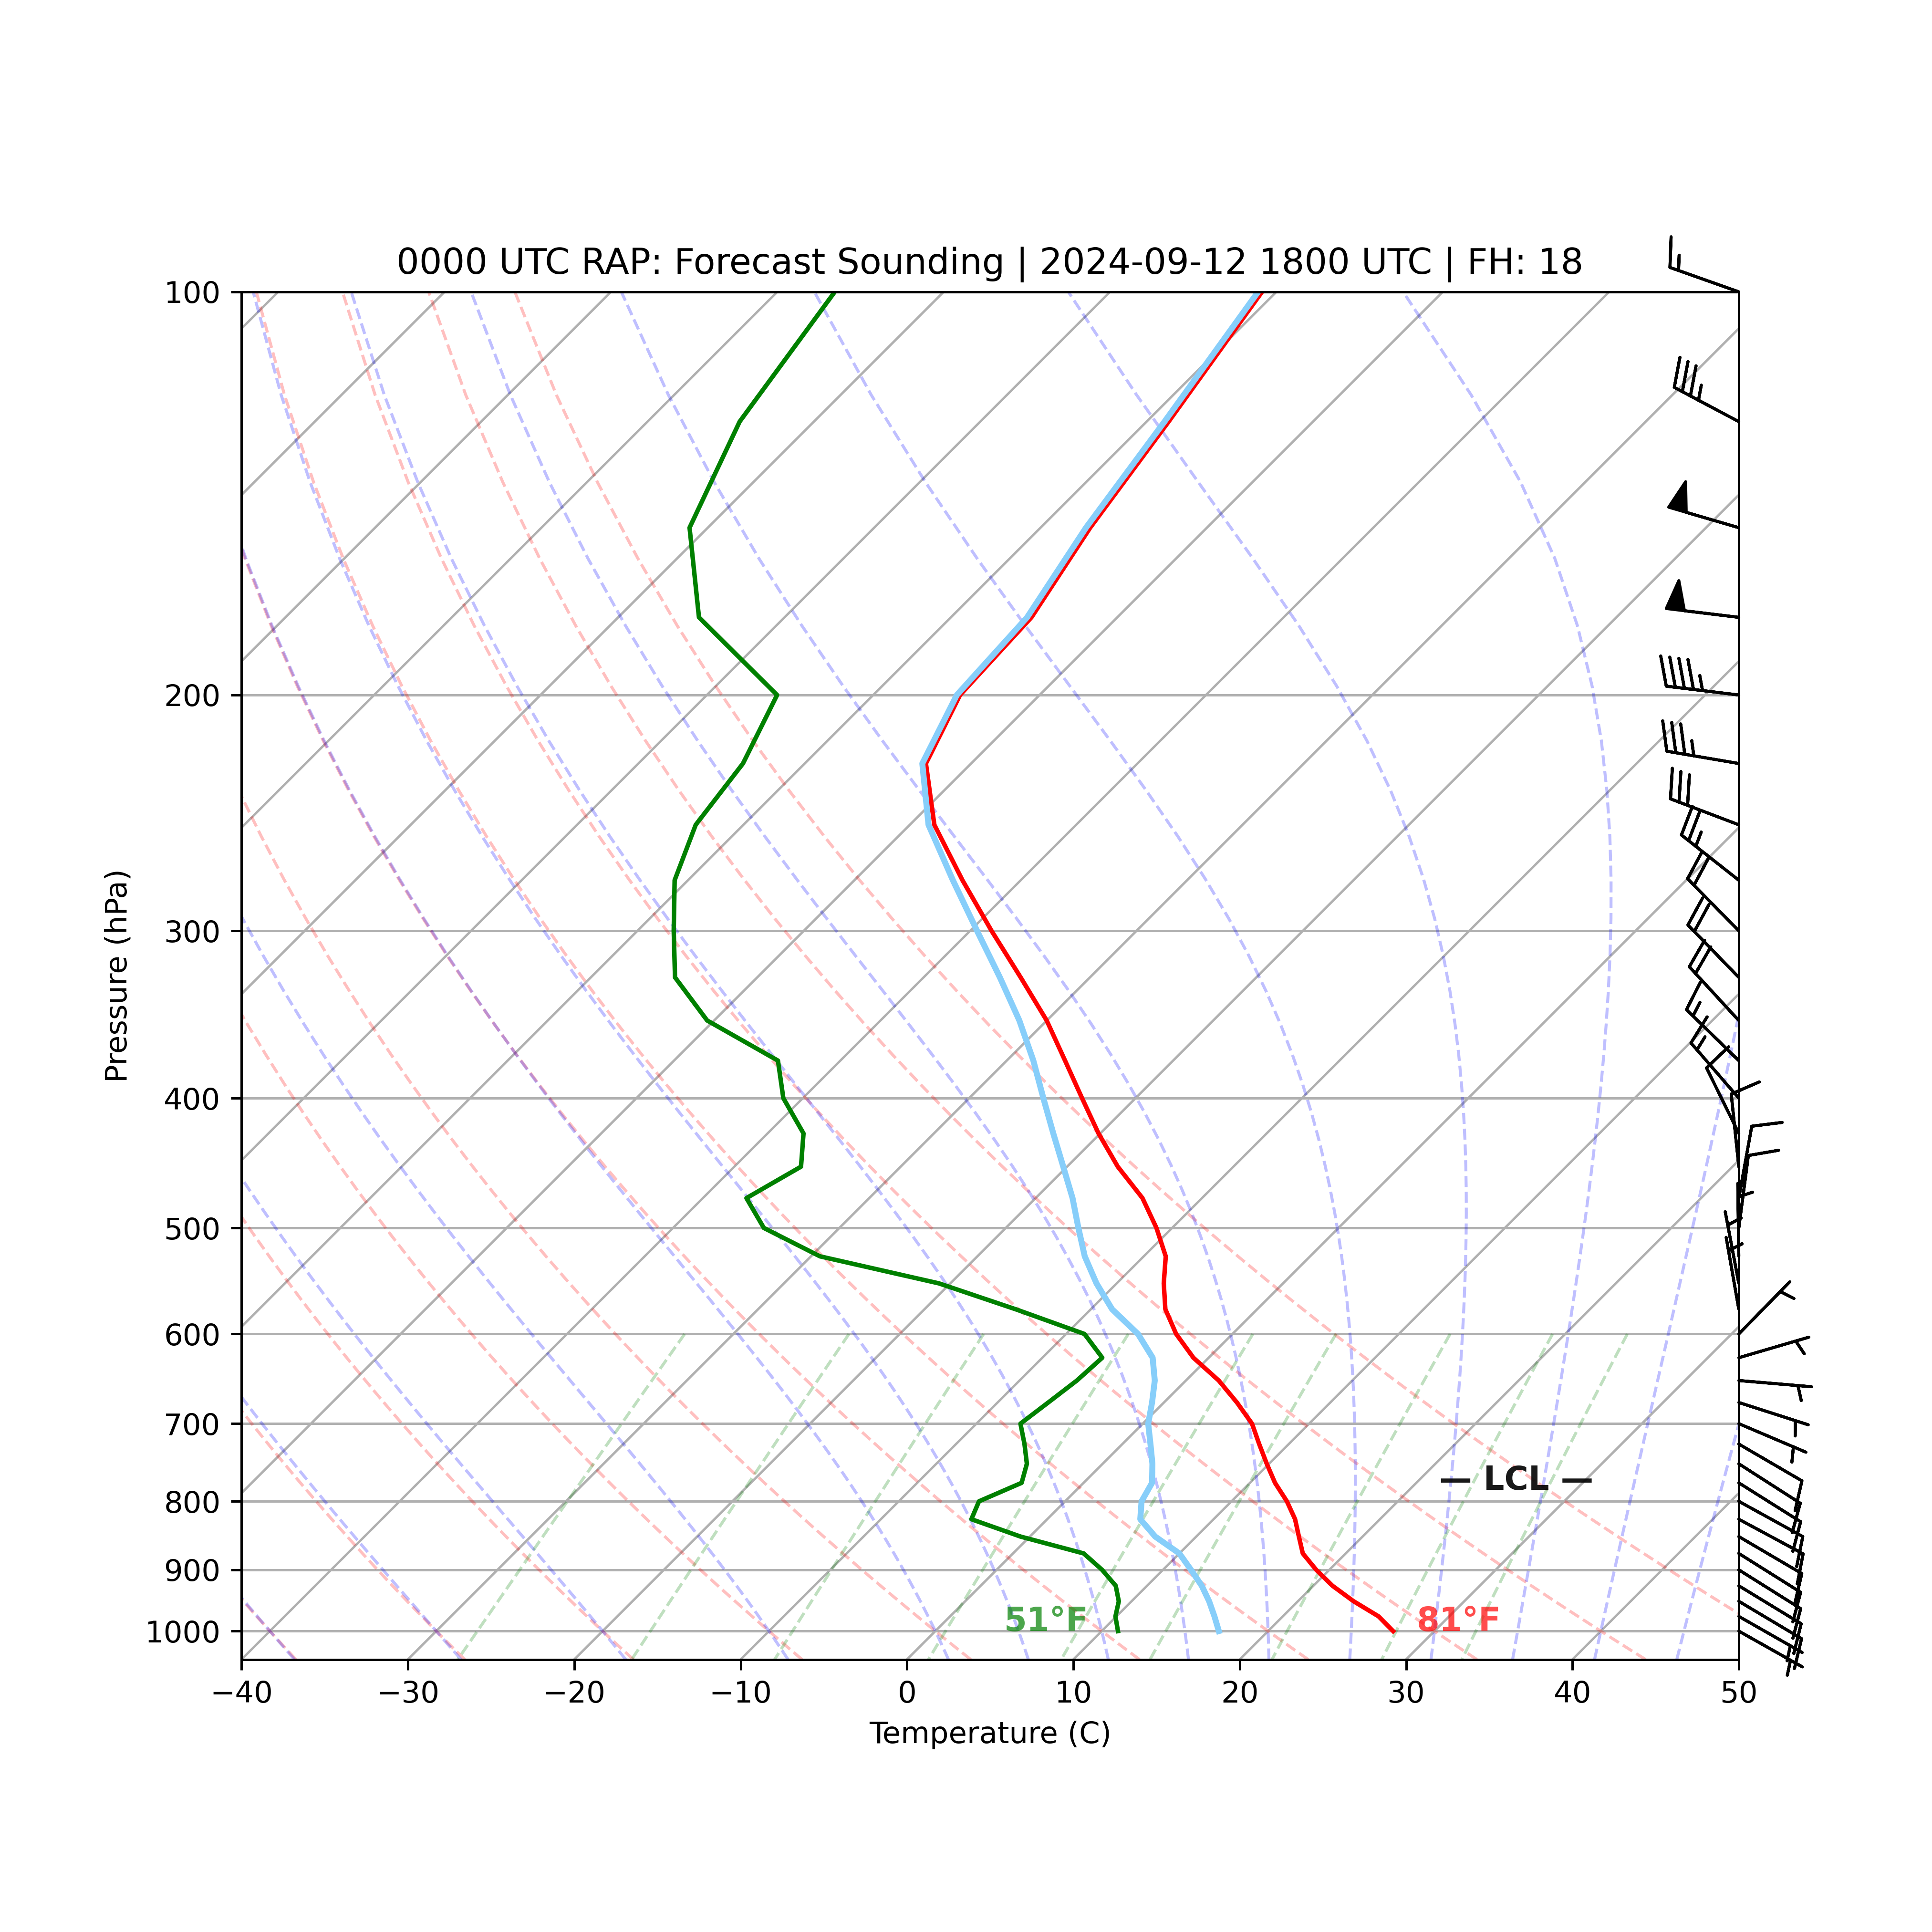 0000 UTC RAP: Forecast Sounding | 2024-09-12 1800 UTC | FH: 18
100
200
300
400
500
600
700
800
900
1000
Pressure (hPa)
— LCL —
51°F
81°F
−40 −30 −20 −10 0 10 20 30 40 50
Temperature (C)